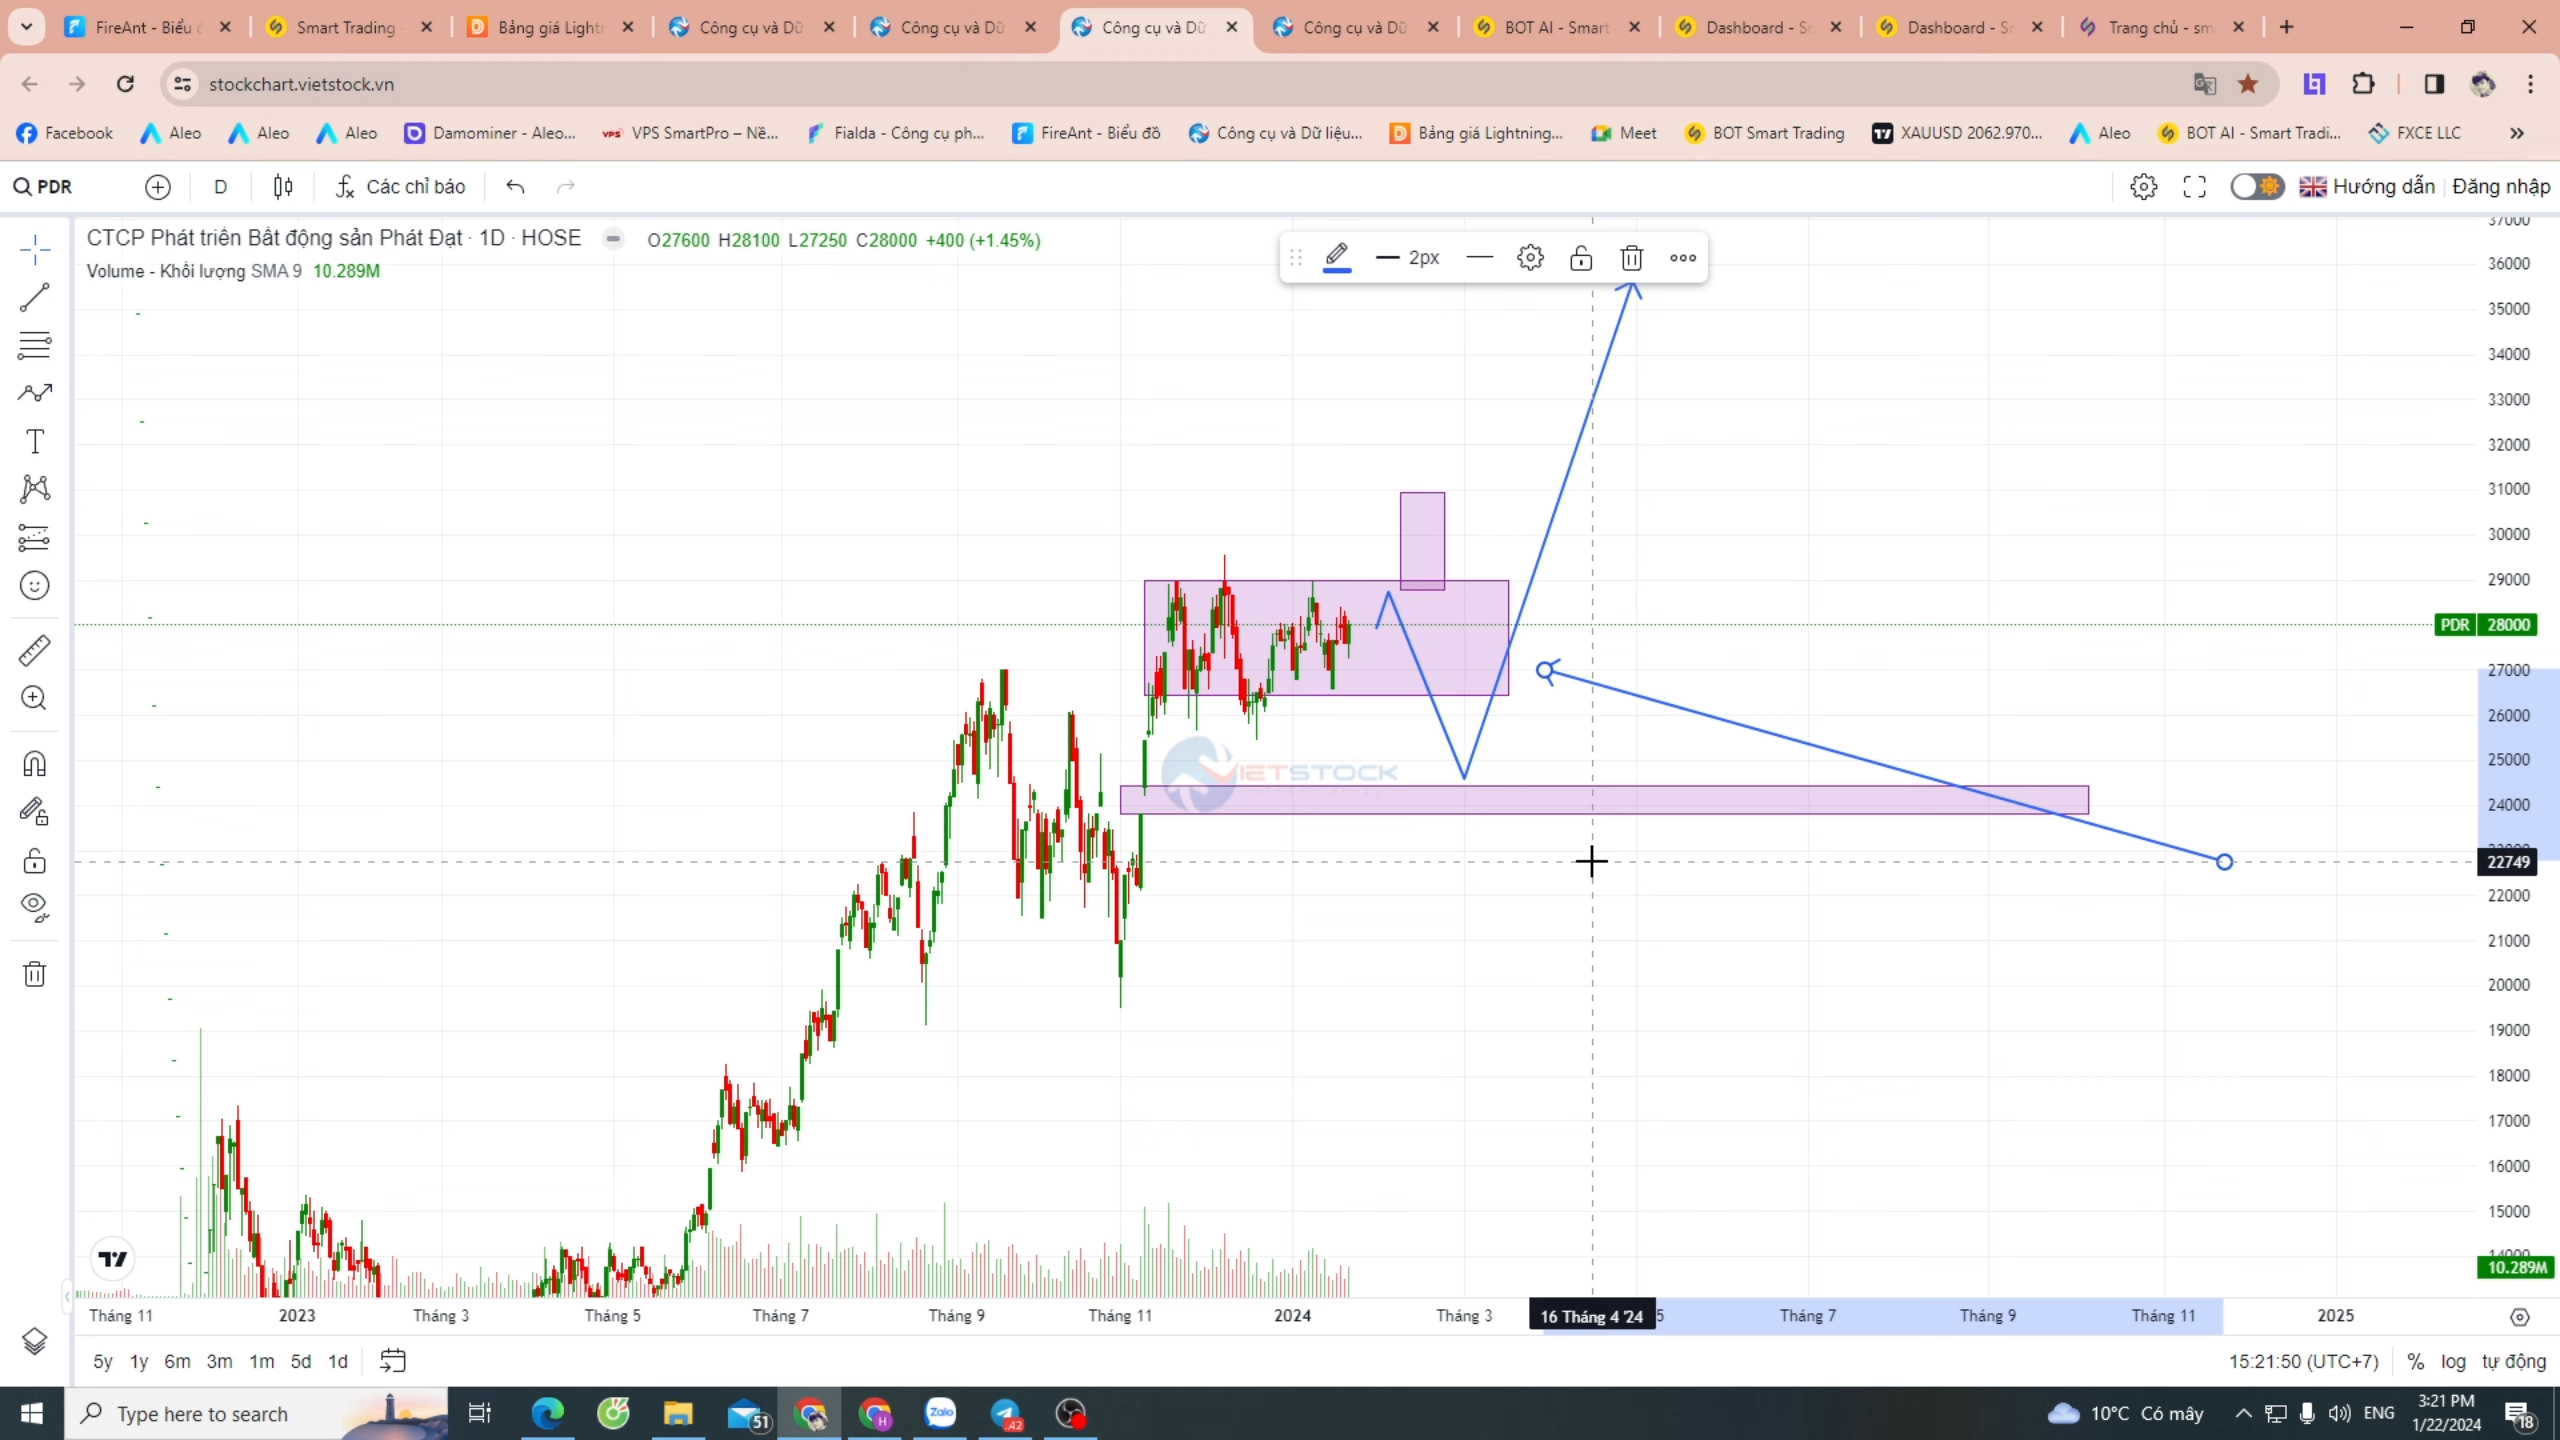 FireAnt - Biểu
Smart Trading
Bảng giá Light
Công cụ và Dữ
Công cụ và Dữ
Công cụ và Dữ
Công cụ và Dữ
BOT AI - Smart
Dashboard - S
Dashboard - S
Trang chủ - sm
stockchart.vietstock.vn
Facebook
Aleo
Aleo
Aleo
Damominer - Aleo...
VPS SmartPro – Nề...
Fialda - Công cụ ph...
FireAnt - Biểu đồ
Công cụ và Dữ liệu...
Bảng giá Lightning...
Meet
BOT Smart Trading
XAUUSD 2062.970...
Aleo
BOT AI - Smart Tradi...
FXCE LLC
PDR
D
Các chỉ báo
Hướng dẫn
Đăng nhập
CTCP Phát triển Bất động sản Phát Đạt · 1D · HOSE
O27600 H28100 L27250 C28000 +400 (+1.45%)
Volume - Khối lượng SMA 9 10.289M
2px
37000
36000
35000
34000
33000
32000
31000
30000
29000
PDR 28000
27000
26000
25000
24000
22749
22000
21000
20000
19000
18000
17000
16000
15000
14000
10.289M
VIETSTOCK
Tháng 11
2023
Tháng 3
Tháng 5
Tháng 7
Tháng 9
Tháng 11
2024
Tháng 3
16 Tháng 4 '24
5
Tháng 7
Tháng 9
Tháng 11
2025
5y 1y 6m 3m 1m 5d 1d
15:21:50 (UTC+7)
%
log
tự động
Type here to search
51
Zalo
42
10°C Có mây
ENG
3:21 PM
1/22/2024
18